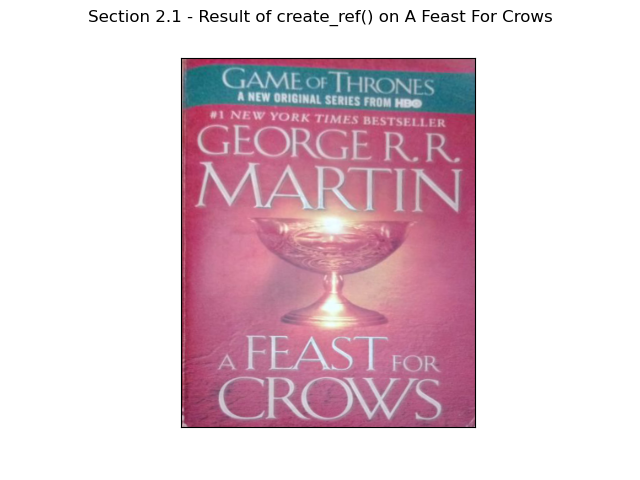 Section 2.1 - Result of create_ref() on A Feast For Crows
GAME OF THRONES
A NEW ORIGINAL SERIES FROM HBO
#1 NEW YORK TIMES BESTSELLER
GEORGE R. R.
MARTIN
A FEAST FOR
CROWS